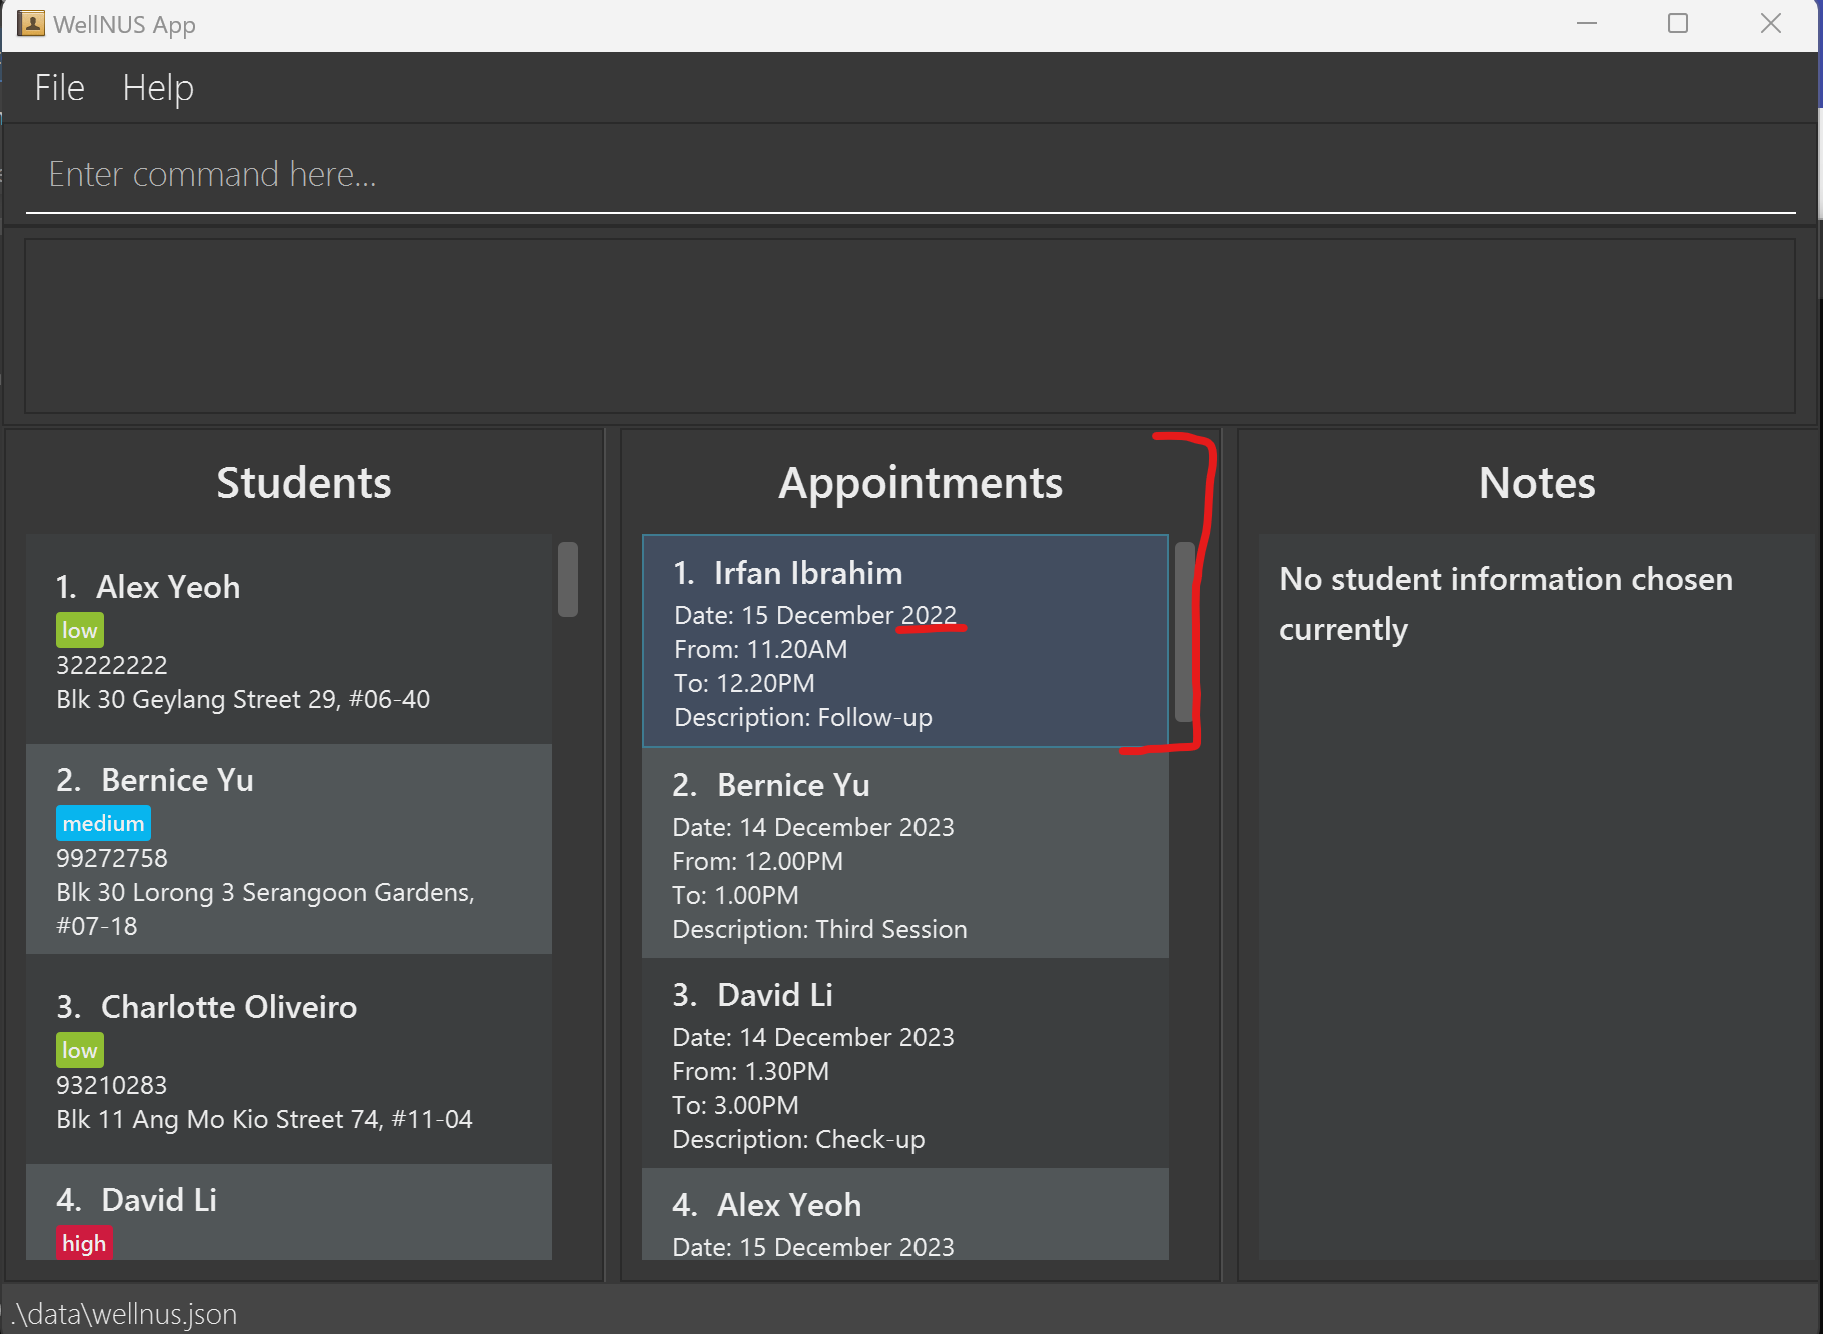 WellNUS App
File Help
Enter command here...
Students
1. Alex Yeoh
low
32222222
Blk 30 Geylang Street 29, #06-40
2. Bernice Yu
medium
99272758
Blk 30 Lorong 3 Serangoon Gardens,
#07-18
3. Charlotte Oliveiro
low
93210283
Blk 11 Ang Mo Kio Street 74, #11-04
4. David Li
high
Appointments
1. Irfan Ibrahim
Date: 15 December 2022
From: 11.20AM
To: 12.20PM
Description: Follow-up
2. Bernice Yu
Date: 14 December 2023
From: 12.00PM
To: 1.00PM
Description: Third Session
3. David Li
Date: 14 December 2023
From: 1.30PM
To: 3.00PM
Description: Check-up
4. Alex Yeoh
Date: 15 December 2023
Notes
No student information chosen
currently
.\data\wellnus.json